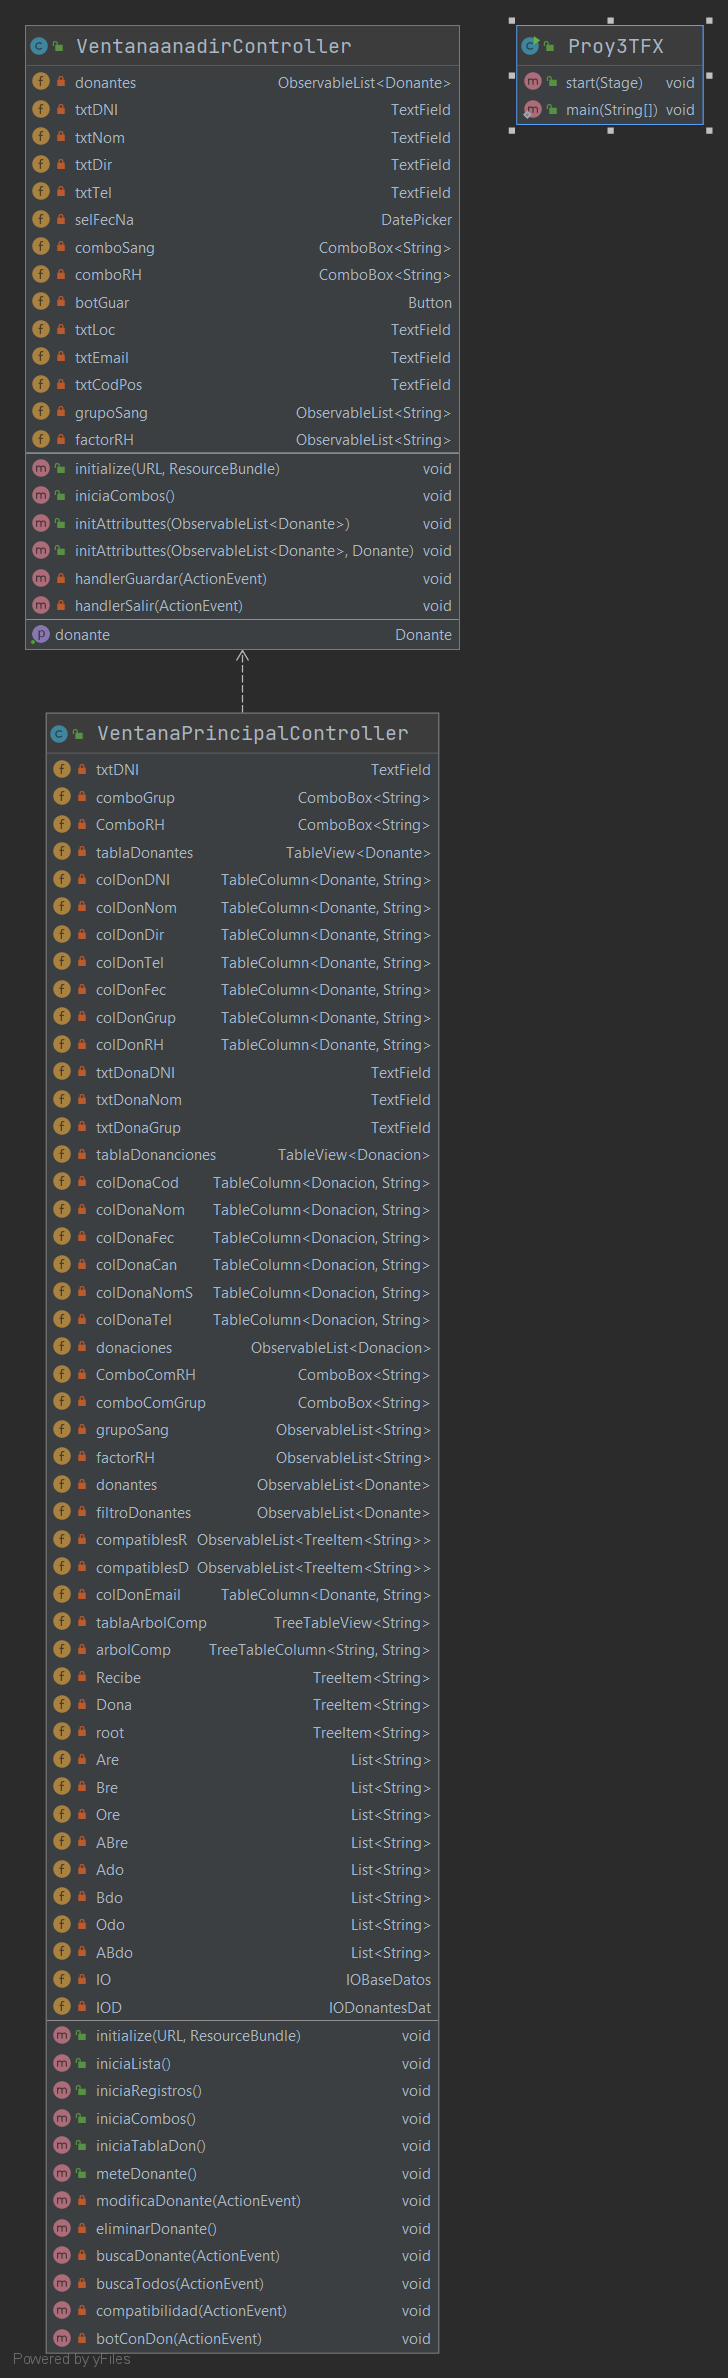 VentanaanadirController
donantes ObservableList<Donante>
txtDNI TextField
txtNom TextField
txtDir TextField
txtTel TextField
selFecNa DatePicker
comboSang ComboBox<String>
comboRH ComboBox<String>
botGuar Button
txtLoc TextField
txtEmail TextField
txtCodPos TextField
grupoSang ObservableList<String>
factorRH ObservableList<String>
initialize(URL, ResourceBundle) void
iniciaCombos() void
initAttributtes(ObservableList<Donante>) void
initAttributtes(ObservableList<Donante>, Donante) void
handlerGuardar(ActionEvent) void
handlerSalir(ActionEvent) void
donante Donante
Proy3TFX
start(Stage) void
main(String[]) void
VentanaPrincipalController
txtDNI TextField
comboGrup ComboBox<String>
ComboRH ComboBox<String>
tablaDonantes TableView<Donante>
colDonDNI TableColumn<Donante, String>
colDonNom TableColumn<Donante, String>
colDonDir TableColumn<Donante, String>
colDonTel TableColumn<Donante, String>
colDonFec TableColumn<Donante, String>
colDonGrup TableColumn<Donante, String>
colDonRH TableColumn<Donante, String>
txtDonaDNI TextField
txtDonaNom TextField
txtDonaGrup TextField
tablaDonanciones TableView<Donacion>
colDonaCod TableColumn<Donacion, String>
colDonaNom TableColumn<Donacion, String>
colDonaFec TableColumn<Donacion, String>
colDonaCan TableColumn<Donacion, String>
colDonaNomS TableColumn<Donacion, String>
colDonaTel TableColumn<Donacion, String>
donaciones ObservableList<Donacion>
ComboComRH ComboBox<String>
comboComGrup ComboBox<String>
grupoSang ObservableList<String>
factorRH ObservableList<String>
donantes ObservableList<Donante>
filtroDonantes ObservableList<Donante>
compatiblesR ObservableList<TreeItem<String>>
compatiblesD ObservableList<TreeItem<String>>
colDonEmail TableColumn<Donante, String>
tablaArbolComp TreeTableView<String>
arbolComp TreeTableColumn<String, String>
Recibe TreeItem<String>
Dona TreeItem<String>
root TreeItem<String>
Are List<String>
Bre List<String>
Ore List<String>
ABre List<String>
Ado List<String>
Bdo List<String>
Odo List<String>
ABdo List<String>
IO IOBaseDatos
IOD IODonantesDat
initialize(URL, ResourceBundle) void
iniciaLista() void
iniciaRegistros() void
iniciaCombos() void
iniciaTablaDon() void
meteDonante() void
modificaDonante(ActionEvent) void
eliminarDonante() void
buscaDonante(ActionEvent) void
buscaTodos(ActionEvent) void
compatibilidad(ActionEvent) void
botConDon(ActionEvent) void
Powered by yFiles